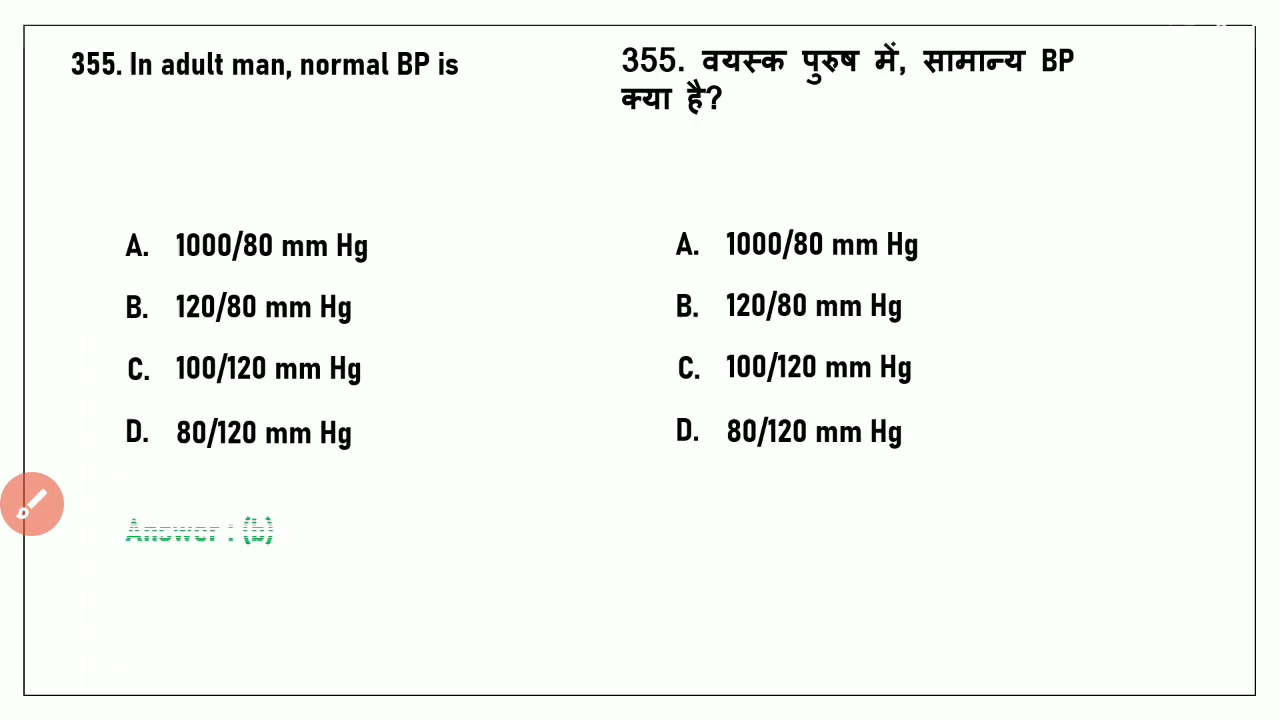 355. In adult man, normal BP is
A. 1000/80 mm Hg
B. 120/80 mm Hg
C. 100/120 mm Hg
D. 80/120 mm Hg
Answer : (b)
355. वयस्क पुरुष में, सामान्य BP
क्या है?
A. 1000/80 mm Hg
B. 120/80 mm Hg
C. 100/120 mm Hg
D. 80/120 mm Hg